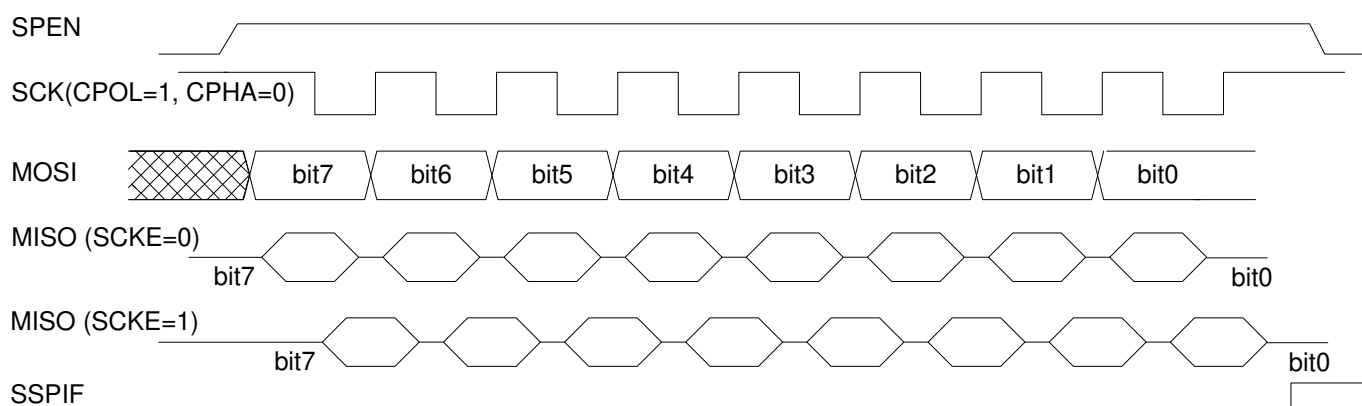 SPEN
SCK(CPOL=1, CPHA=0)
MOSI bit7 bit6 bit5 bit4 bit3 bit2 bit1 bit0
MISO (SCKE=0)
bit7 bit0
MISO (SCKE=1)
bit7 bit0
SSPIF